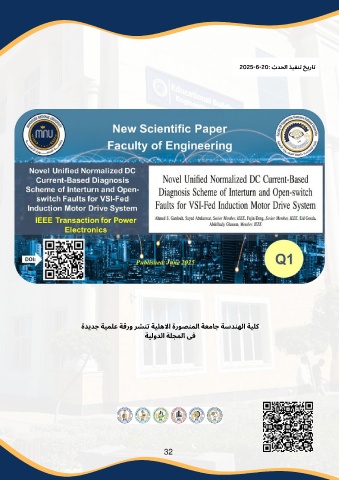 تاريخ تنفيذ الحدث :20-6-2025
New Scientific Paper
Faculty of Engineering
MNU
Novel Unified Normalized DC
Current-Based Diagnosis
Scheme of Interturn and Open-
switch Faults for VSI-Fed
Induction Motor Drive System
IEEE Transaction for Power
Electronics
DOI:
Novel Unified Normalized DC Current-Based
Diagnosis Scheme of Interturn and Open-switch
Faults for VSI-Fed Induction Motor Drive System
Published: June 2025
Q1
كلية الهندسة جامعة المنصورة الاهلية تنشر ورقة علمية جديدة
فى المجلة الدولية
32